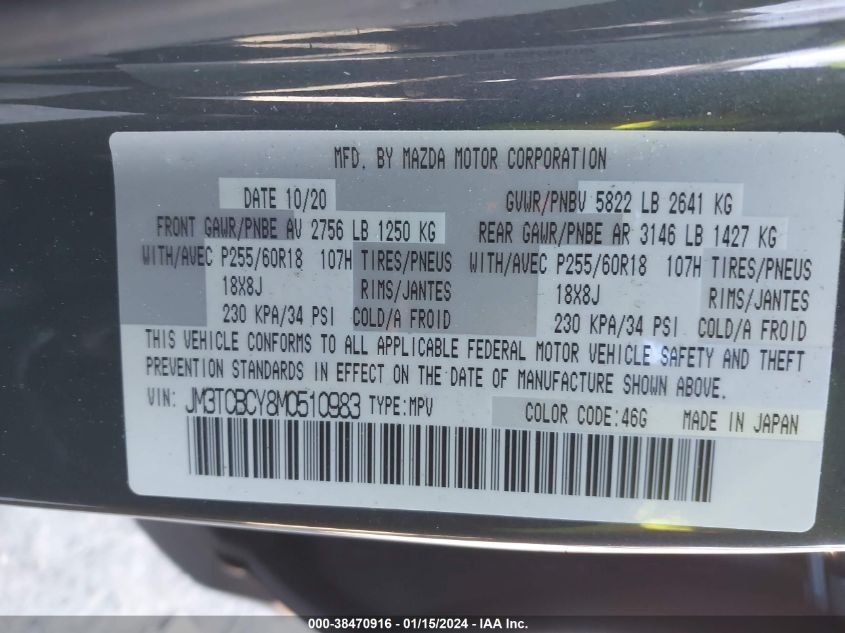 MFD. BY MAZDA MOTOR CORPORATION
DATE 10/20 GVWR/PNBV 5822 LB 2641 KG
FRONT GAWR/PNBE AV 2756 LB 1250 KG REAR GAWR/PNBE AR 3146 LB 1427 KG
WITH/AVEC P255/60R18 107H TIRES/PNEUS WITH/AVEC P255/60R18 107H TIRES/PNEUS
18X8J RIMS/JANTES 18X8J RIMS/JANTES
230 KPA/34 PSI COLD/A FROID 230 KPA/34 PSI COLD/A FROID
THIS VEHICLE CONFORMS TO ALL APPLICABLE FEDERAL MOTOR VEHICLE SAFETY AND THEFT
PREVENTION STANDARDS IN EFFECT ON THE DATE OF MANUFACTURE SHOWN ABOVE.
VIN: JM3TCBCY8M0510983 TYPE:MPV COLOR CODE:46G MADE IN JAPAN
000-38470916 - 01/15/2024 - IAA Inc.